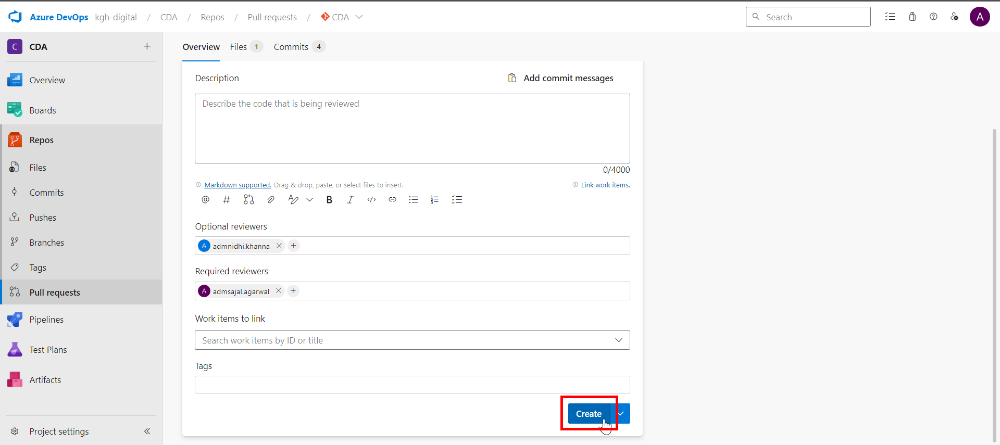 Azure DevOps kgh-digital / CDA / Repos / Pull requests / CDA
Search
A
C CDA
Overview
Boards
Repos
Files
Commits
Pushes
Branches
Tags
Pull requests
Pipelines
Test Plans
Artifacts
Project settings
Overview Files 1 Commits 4
Description
Add commit messages
Describe the code that is being reviewed
0/4000
Markdown supported. Drag & drop, paste, or select files to insert.
Link work items.
@ # B I </>
Optional reviewers
A admnidhi.khanna
Required reviewers
A admsajal.agarwal
Work items to link
Search work items by ID or title
Tags
Create